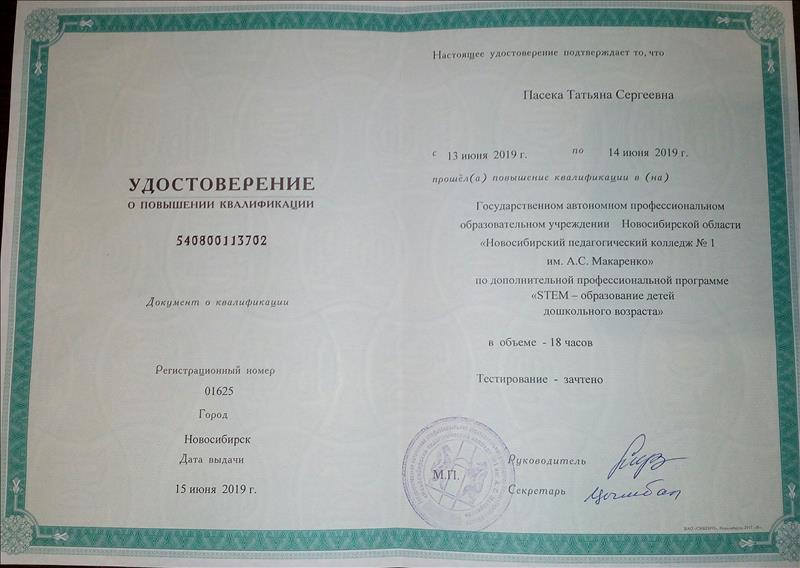 УДОСТОВЕРЕНИЕ
О ПОВЫШЕНИИ КВАЛИФИКАЦИИ
540800113702
Документ о квалификации
Регистрационный номер
01625
Город
Новосибирск
Дата выдачи
15 июня 2019 г.
Настоящее удостоверение подтверждает то, что
Пасека Татьяна Сергеевна
с 13 июня 2019 г. по 14 июня 2019 г.
прошёл(а) повышение квалификации в (на)
Государственном автономном профессиональном
образовательном учреждении Новосибирской области
«Новосибирский педагогический колледж № 1
им. А.С. Макаренко»
по дополнительной профессиональной программе
«STEM – образование детей
дошкольного возраста»
в объеме - 18 часов
Тестирование - зачтено
М.П.
Руководитель
Секретарь